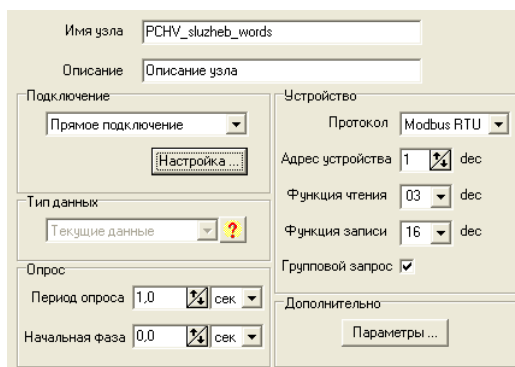 Имя узла PCHV_sluzheb_words
Описание Описание узла
Подключение
Прямое подключение
Настройка ...
Тип данных
Текущие данные ?
Опрос
Период опроса 1,0 сек
Начальная фаза 0,0 сек
Устройство
Протокол Modbus RTU
Адрес устройства 1 dec
Функция чтения 03 dec
Функция записи 16 dec
Групповой запрос
Дополнительно
Параметры ...